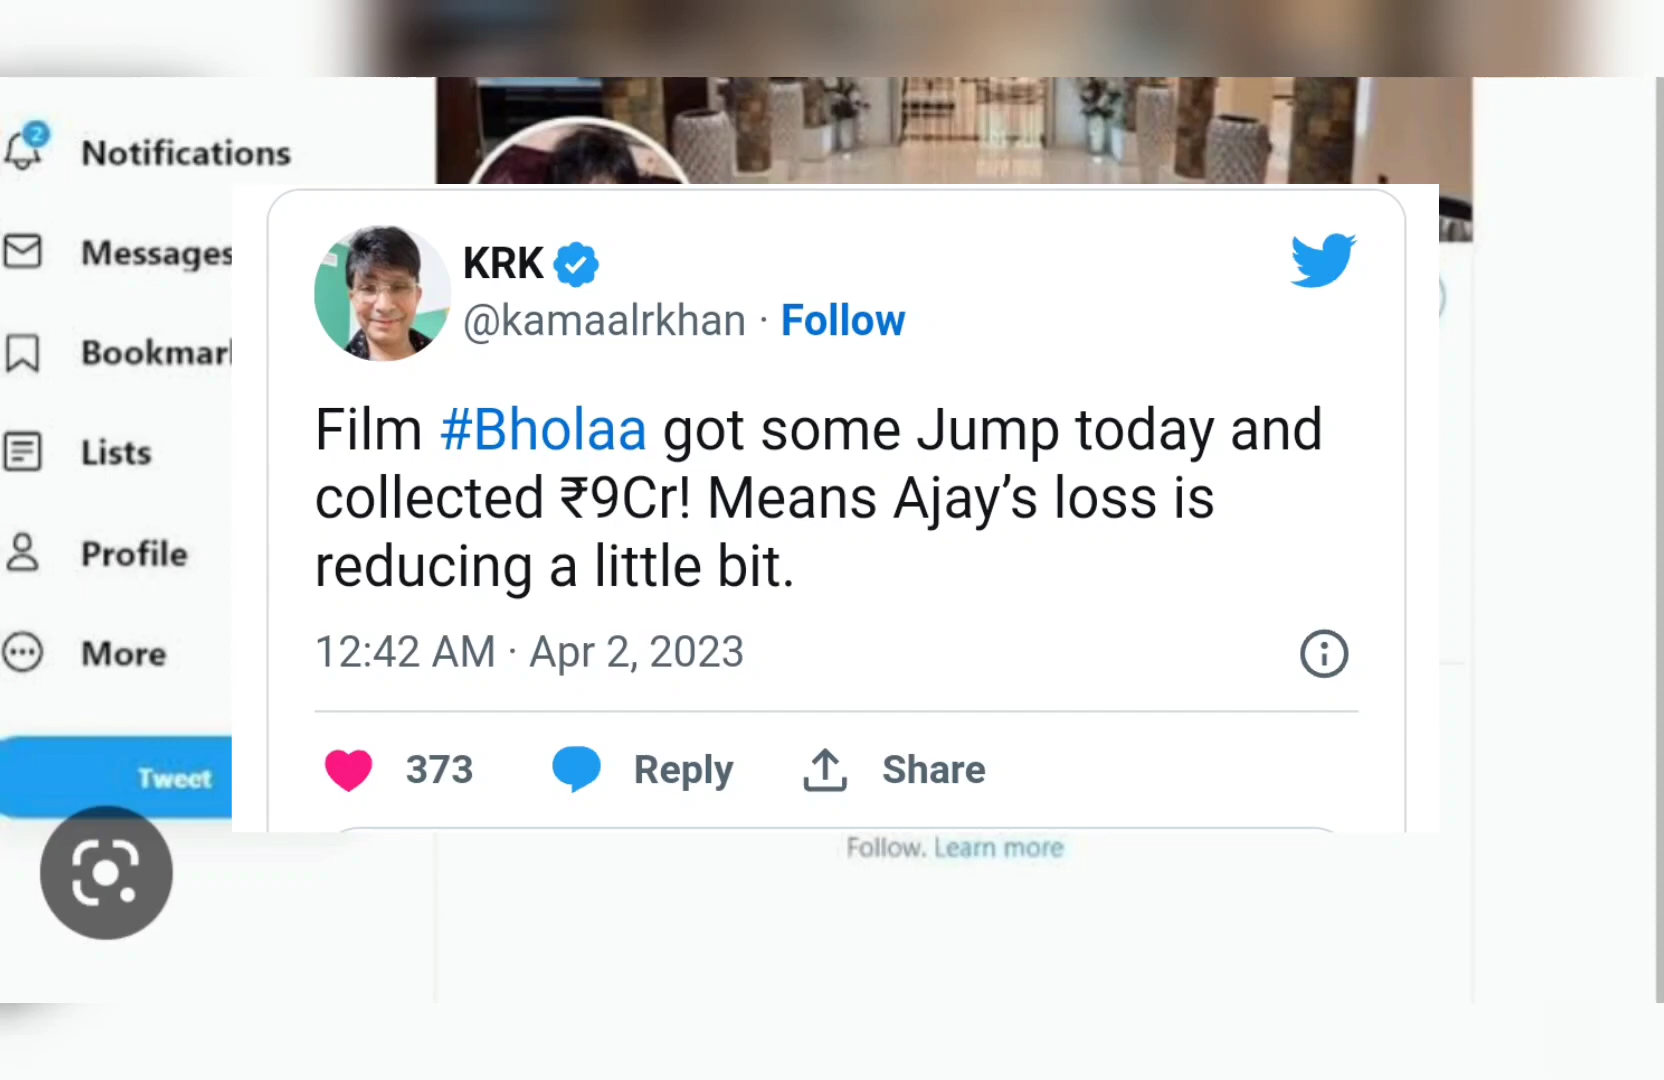 2
Notifications
Messages
Bookmar
Lists
Profile
More
Tweet
KRK
@kamaalrkhan · Follow
Film #Bholaa got some Jump today and
collected ₹9Cr! Means Ajay’s loss is
reducing a little bit.
12:42 AM · Apr 2, 2023
373 Reply Share
Follow. Learn more